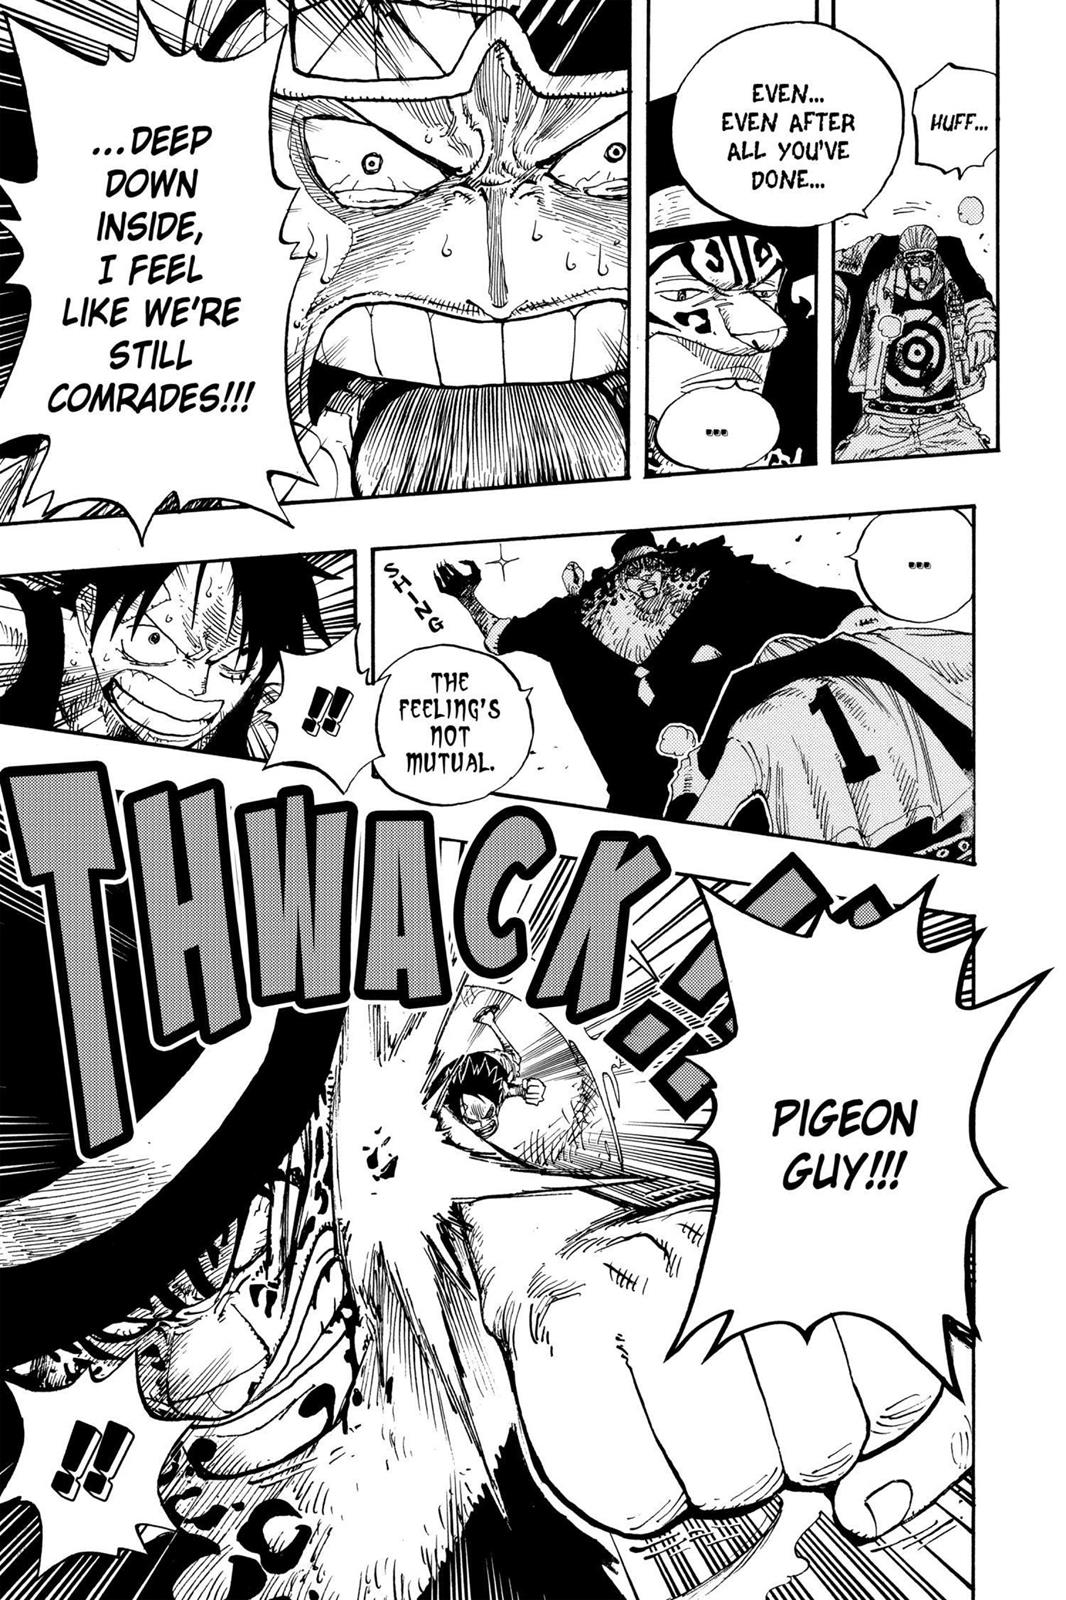 HUFF...
EVEN...
EVEN AFTER
ALL YOU'VE
DONE...
...
...DEEP
DOWN
INSIDE,
I FEEL
LIKE WE'RE
STILL
COMRADES!!!
...
SHING
THE
FEELING'S
NOT
MUTUAL.
1
!!
THWACK!!
PIGEON
GUY!!!
!!